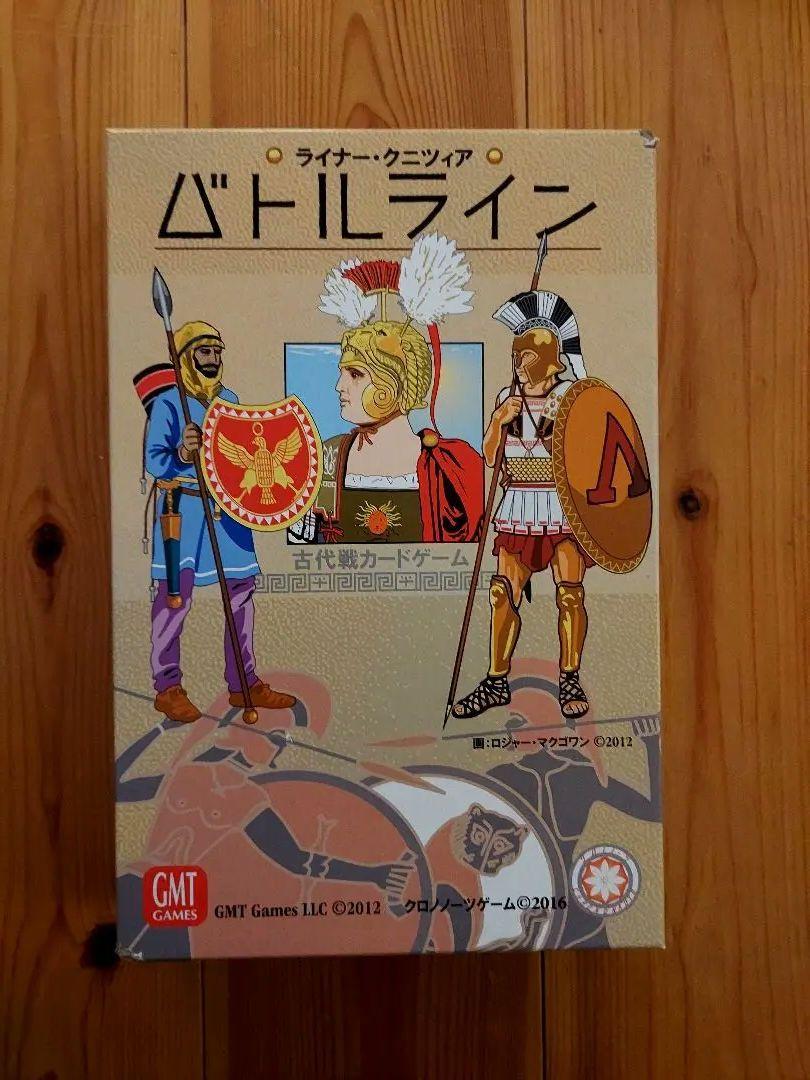 ライナー・クニツィア
バトルライン
Λ
古代戦カードゲーム
画：ロジャー・マクゴワン ©2012
GMT
GAMES
GMT Games LLC ©2012
クロノノーツゲーム©2016